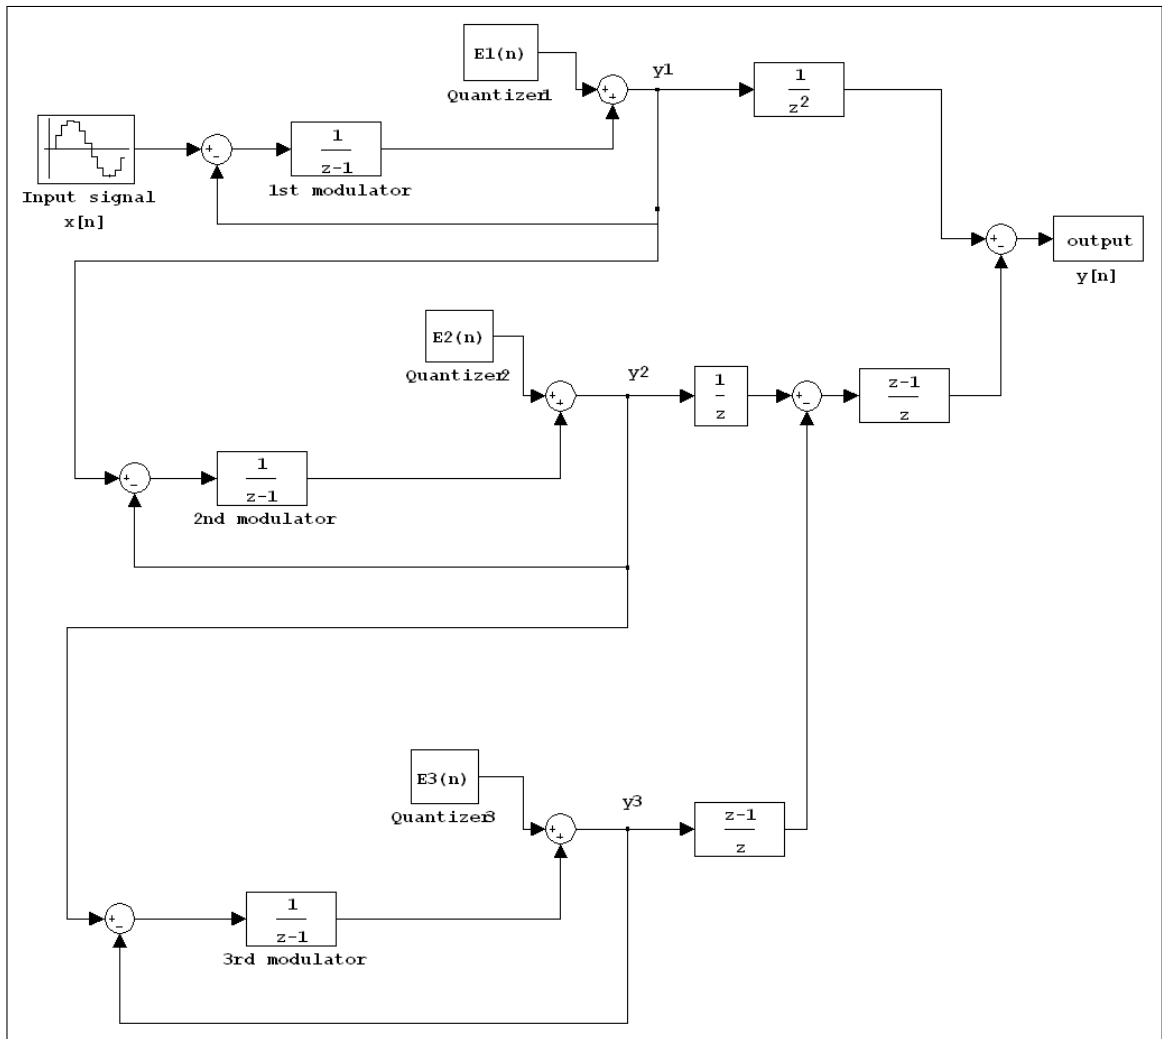 E1(n)
Quantizer1
y1
1
z2
+
+
1
z-1
1st modulator
+
-
Input signal
x[n]
+
-
output
y[n]
E2(n)
Quantizer2
y2
1
z
z-1
z
+
+
+
-
1
z-1
2nd modulator
+
-
E3(n)
Quantizer3
y3
z-1
z
+
+
1
z-1
3rd modulator
+
-